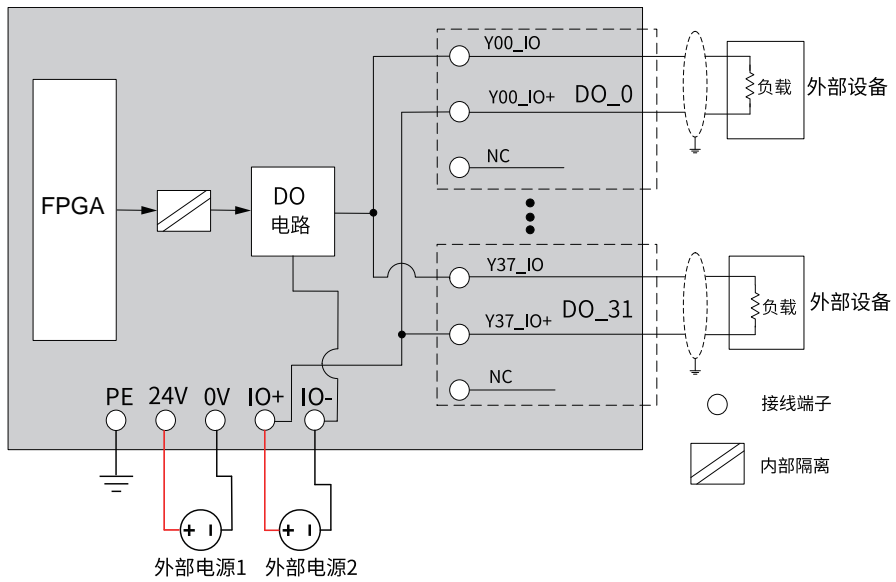 Y00_IO
Y00_IO+
DO_0
NC
负载
外部设备
FPGA
DO
电路
Y37_IO
Y37_IO+
DO_31
NC
负载
外部设备
PE
24V
0V
IO+
IO-
接线端子
内部隔离
+
-
+
-
外部电源1
外部电源2